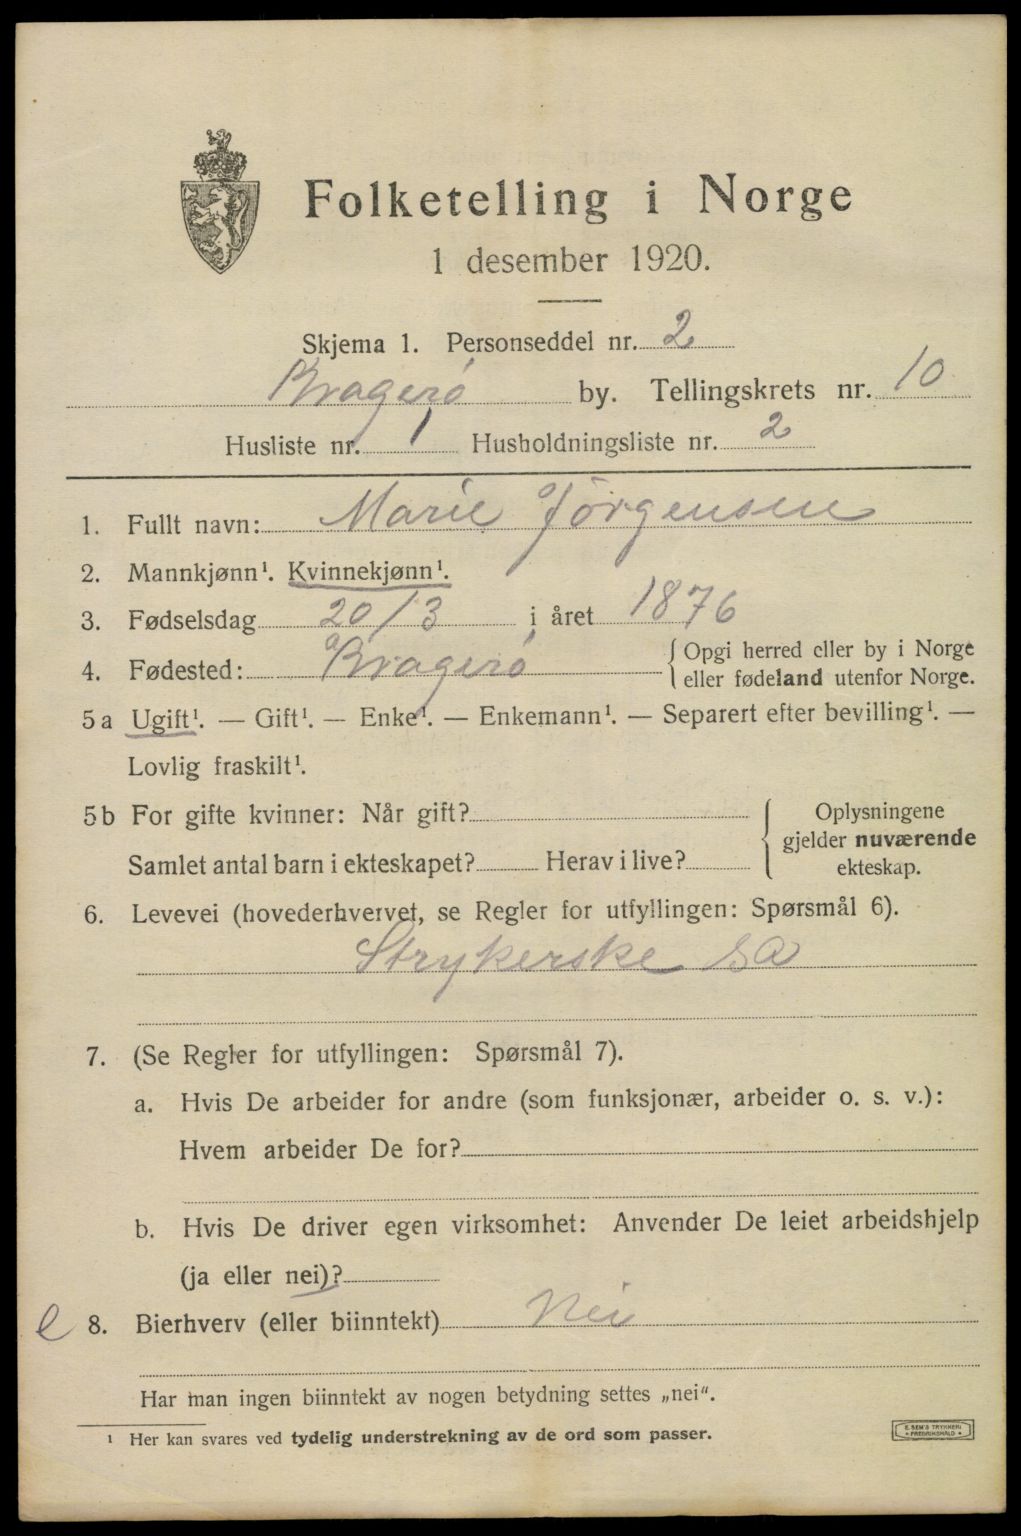 Folketelling i Norge
1 desember 1920.
Skjema 1. Personseddel nr. 2
Kragerö by. Tellingskrets nr. 10
Husliste nr. 1 Husholdningsliste nr. 2
1. Fullt navn: Marie Jörgensen
2. Mannkjønn¹. Kvinnekjønn¹.
3. Fødselsdag 20/3 i året 1876
4. Fødested: Kragerö { Opgi herred eller by i Norge
eller fødeland utenfor Norge.
5a Ugift¹. — Gift¹. — Enke¹. — Enkemann¹. — Separert efter bevilling¹. —
Lovlig fraskilt¹.
5b For gifte kvinner: Når gift?
Samlet antal barn i ekteskapet? Herav i live?
{ Oplysningene
gjelder nuværende
ekteskap.
6. Levevei (hovederhvervet, se Regler for utfyllingen: Spørsmål 6).
Strykerske
7. (Se Regler for utfyllingen: Spørsmål 7).
a. Hvis De arbeider for andre (som funksjonær, arbeider o. s. v.):
Hvem arbeider De for?
b. Hvis De driver egen virksomhet: Anvender De leiet arbeidshjelp
(ja eller nei)?
e 8. Bierhverv (eller biinntekt) Nei
Har man ingen biinntekt av nogen betydning settes „nei".
¹ Her kan svares ved tydelig understrekning av de ord som passer.
E. SEM'S TRYKKERI
FREDRIKSHALD